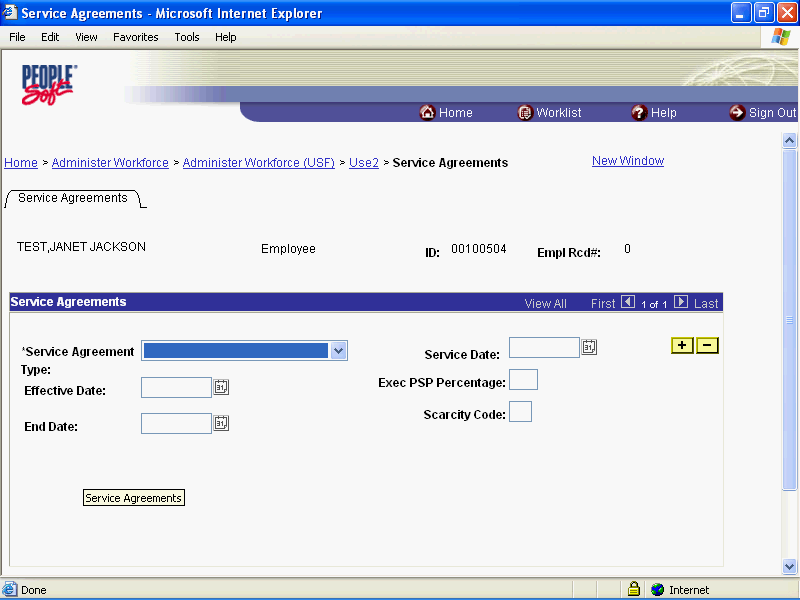 Service Agreements - Microsoft Internet Explorer
File Edit View Favorites Tools Help
PEOPLE
Soft
Home Worklist Help Sign Out
Home > Administer Workforce > Administer Workforce (USF) > Use2 > Service Agreements New Window
Service Agreements
TEST,JANET JACKSON Employee ID: 00100504 Empl Rcd#: 0
Service Agreements View All First 1 of 1 Last
*Service Agreement Type:
Service Date: 31 + −
Effective Date: 31
Exec PSP Percentage:
End Date: 31
Scarcity Code:
Service Agreements
Done Internet